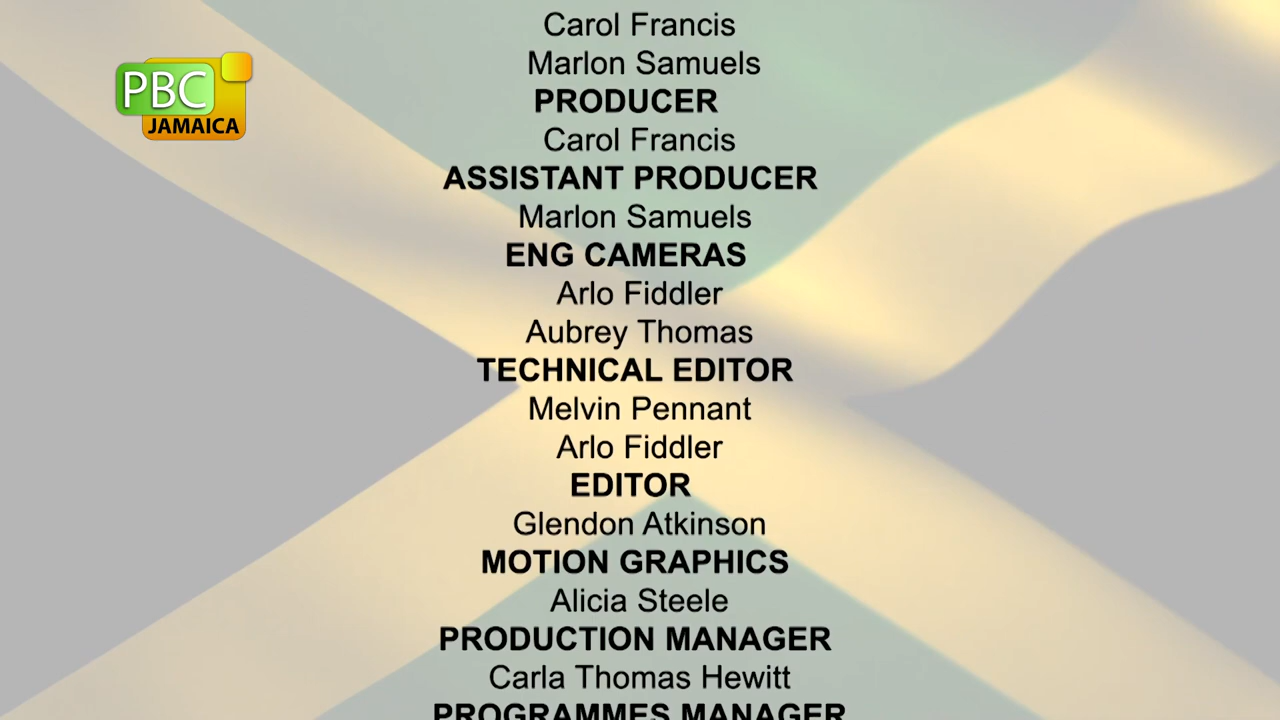 Carol Francis
Marlon Samuels
PBC
JAMAICA
PRODUCER
Carol Francis
ASSISTANT PRODUCER
Marlon Samuels
ENG CAMERAS
Arlo Fiddler
Aubrey Thomas
TECHNICAL EDITOR
Melvin Pennant
Arlo Fiddler
EDITOR
Glendon Atkinson
MOTION GRAPHICS
Alicia Steele
PRODUCTION MANAGER
Carla Thomas Hewitt
PROGRAMMES MANAGER